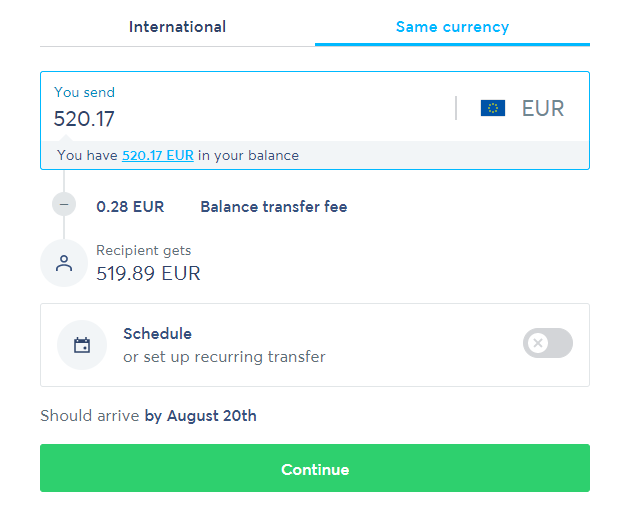 International
Same currency
You send
520.17
EUR
You have 520.17 EUR in your balance
0.28 EUR
Balance transfer fee
Recipient gets
519.89 EUR
Schedule
or set up recurring transfer
Should arrive by August 20th
Continue